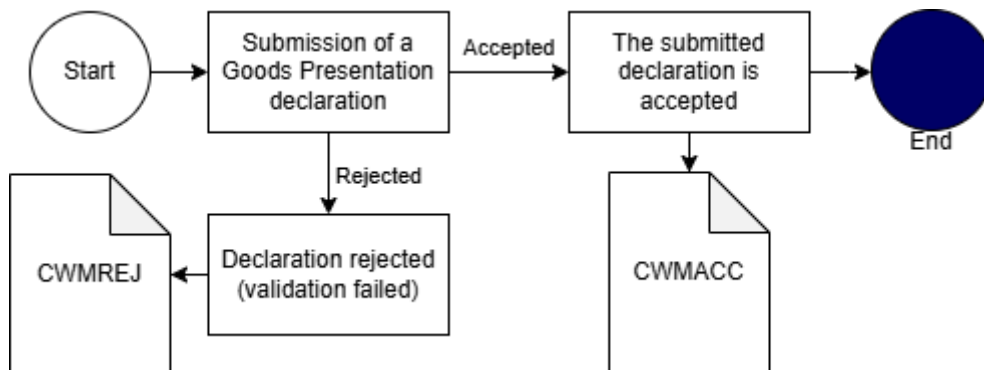 Start
Submission of a
Goods Presentation
declaration
Accepted
The submitted
declaration is
accepted
End
Rejected
CWMREJ
Declaration rejected
(validation failed)
CWMACC